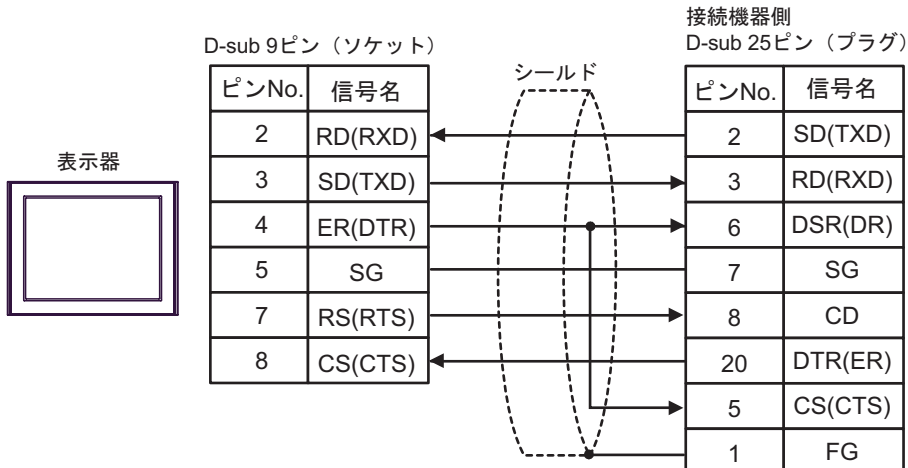 接続機器側
D-sub 9ピン（ソケット）
D-sub 25ピン（プラグ）
シールド
表示器
ピンNo. 信号名
2 RD(RXD)
3 SD(TXD)
4 ER(DTR)
5 SG
7 RS(RTS)
8 CS(CTS)
ピンNo. 信号名
2 SD(TXD)
3 RD(RXD)
6 DSR(DR)
7 SG
8 CD
20 DTR(ER)
5 CS(CTS)
1 FG